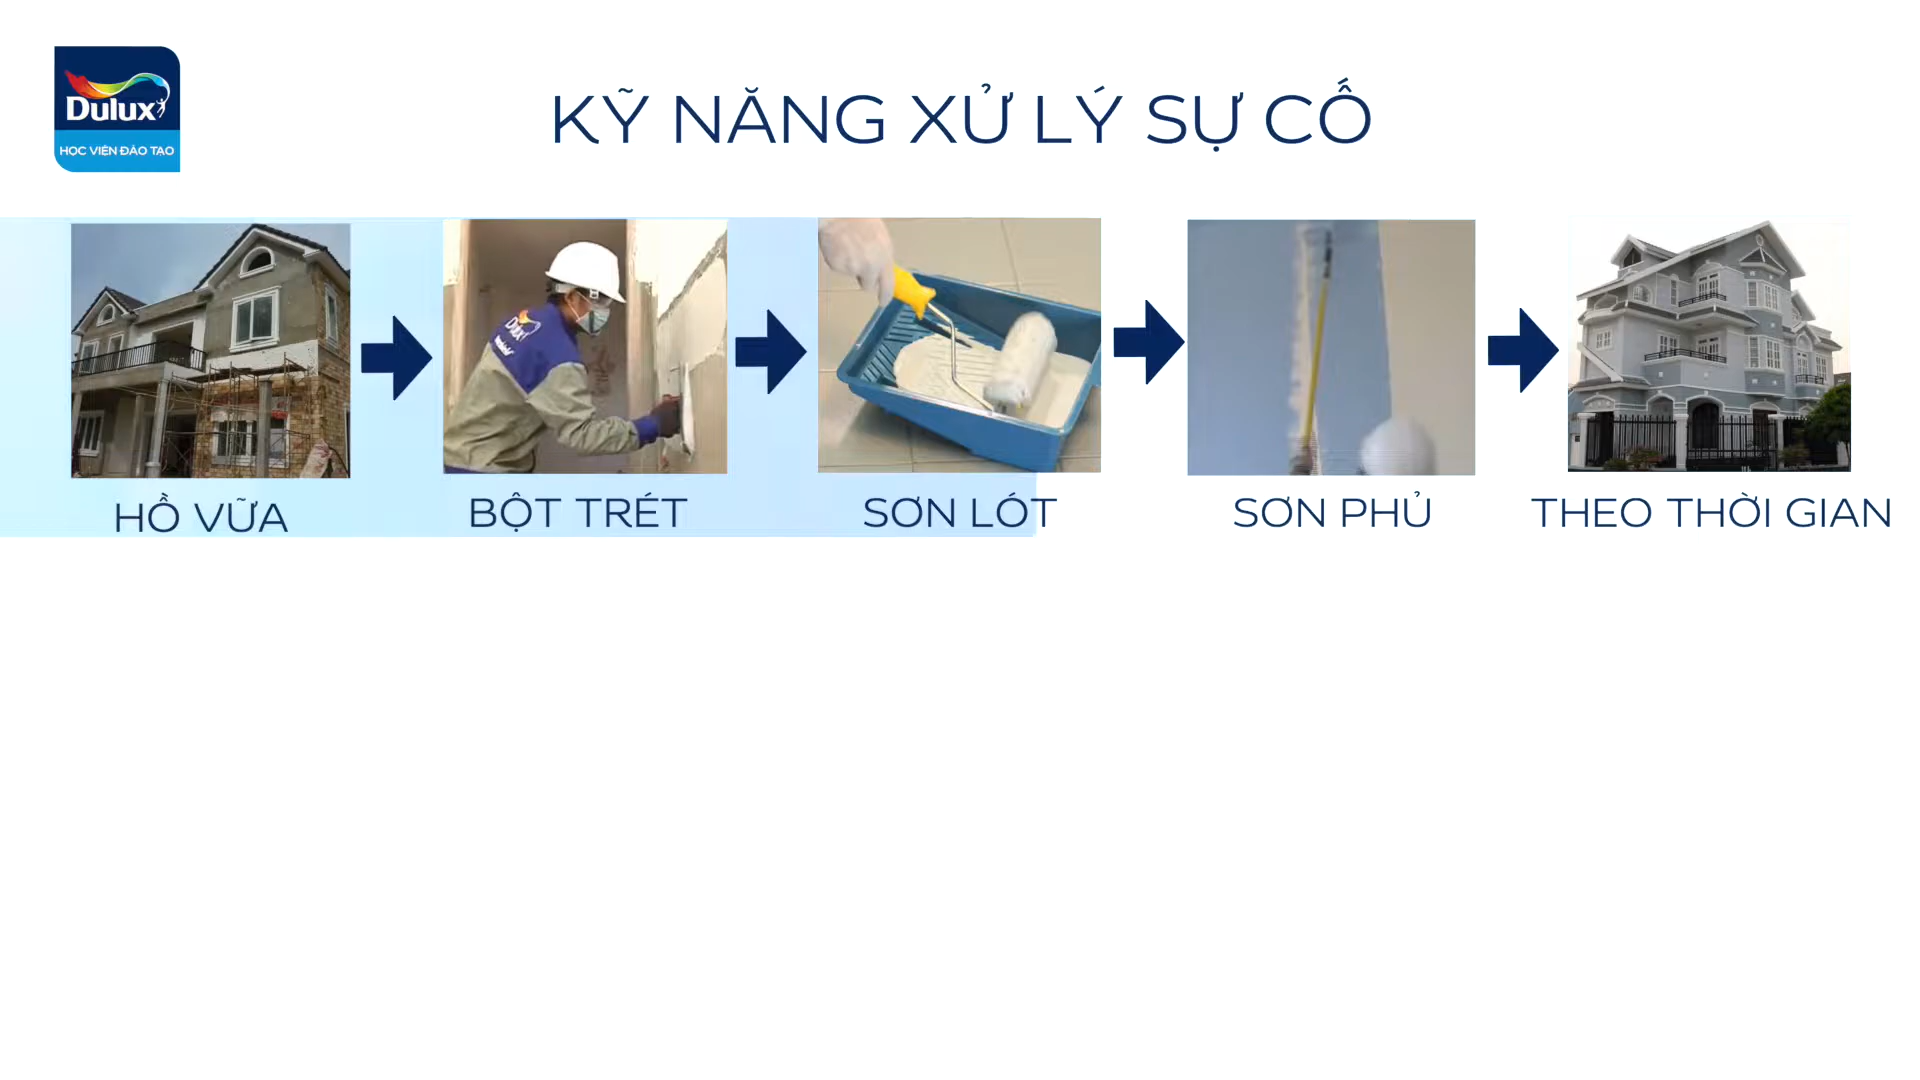 Dulux
HỌC VIỆN ĐÀO TẠO
KỸ NĂNG XỬ LÝ SỰ CỐ
Dulux
HỒ VỮA
BỘT TRÉT
SƠN LÓT
SƠN PHỦ
THEO THỜI GIAN